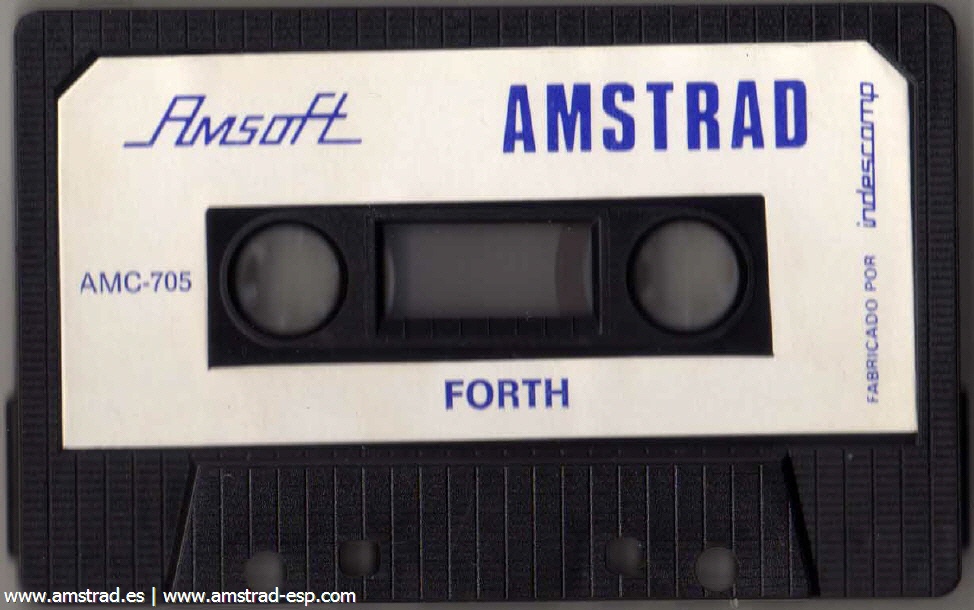 Amsoft
AMSTRAD
AMC-705
FORTH
FABRICADO POR indescomp
www.amstrad.es | www.amstrad-esp.com